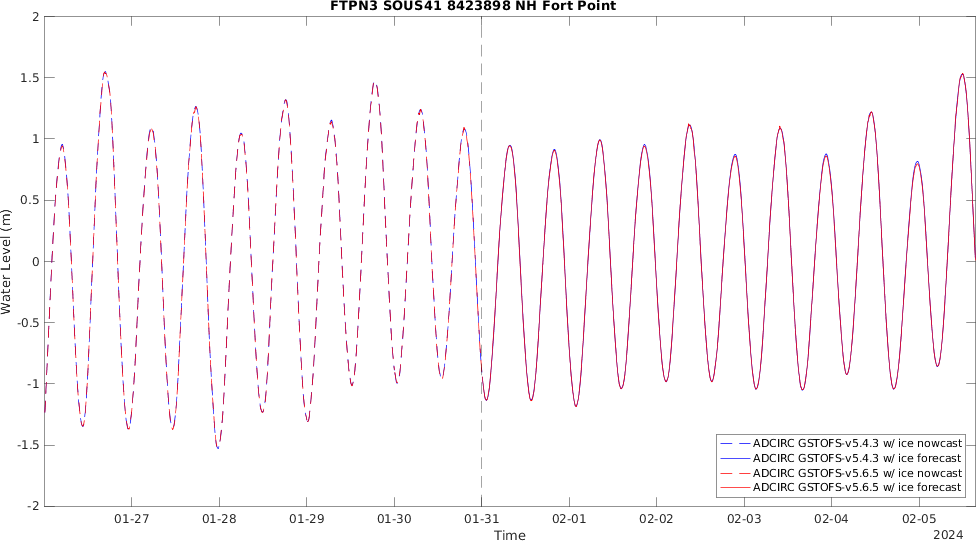 FTPN3 SOUS41 8423898 NH Fort Point
2
1.5
1
0.5
0
-0.5
-1
-1.5
-2
Water Level (m)
ADCIRC GSTOFS-v5.4.3 w/ ice nowcast
ADCIRC GSTOFS-v5.4.3 w/ ice forecast
ADCIRC GSTOFS-v5.6.5 w/ ice nowcast
ADCIRC GSTOFS-v5.6.5 w/ ice forecast
01-27 01-28 01-29 01-30 01-31 02-01 02-02 02-03 02-04 02-05
Time
2024